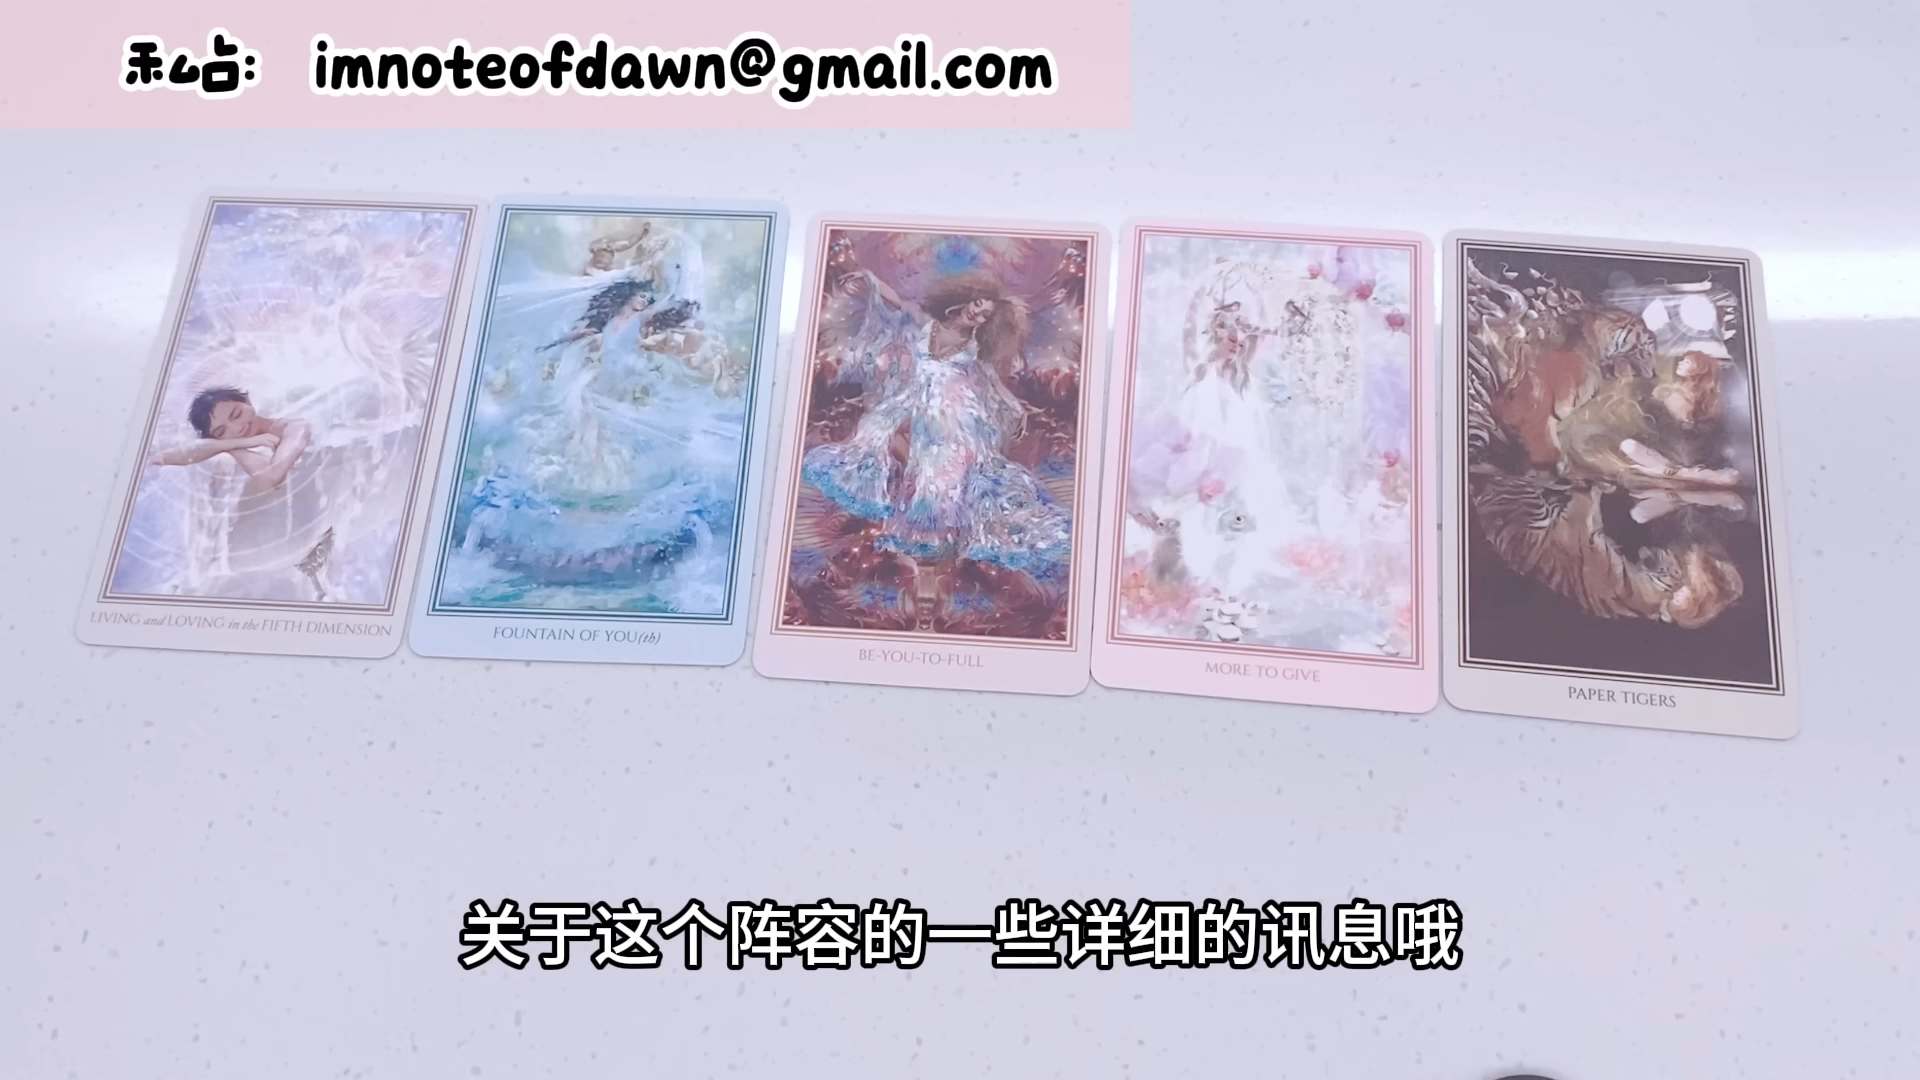 私占: imnoteofdawn@gmail.com
LIVING and LOVING in the FIFTH DIMENSION
FOUNTAIN OF YOU(th)
BE-YOU-TO-FULL
MORE TO GIVE
PAPER TIGERS
关于这个阵容的一些详细的讯息哦